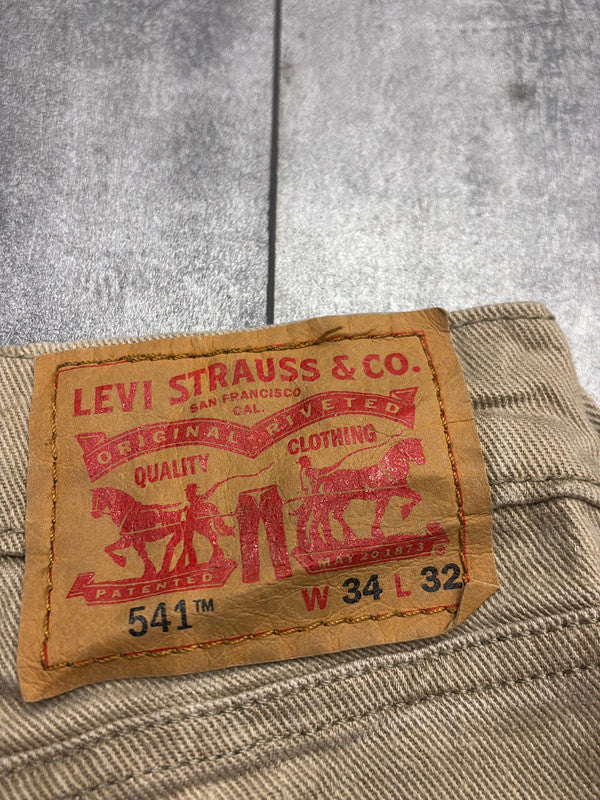 LEVI STRAUSS & CO.
SAN FRANCISCO
CAL.
ORIGINAL RIVETED
QUALITY CLOTHING
PATENTED MAY 20 1873 ®
541™ W 34 L 32